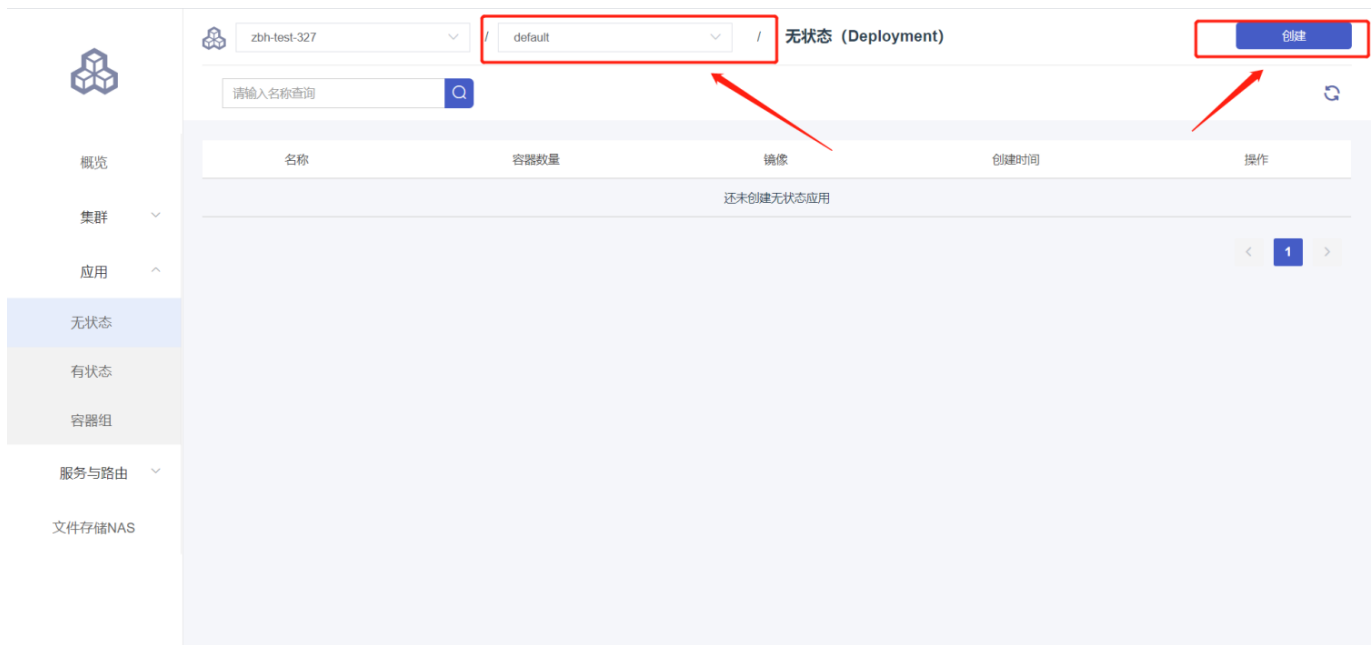 zbh-test-327 / default / 无状态（Deployment） 创建
请输入名称查询
概览
集群
应用
无状态
有状态
容器组
服务与路由
文件存储NAS
名称 容器数量 镜像 创建时间 操作
还未创建无状态应用
1